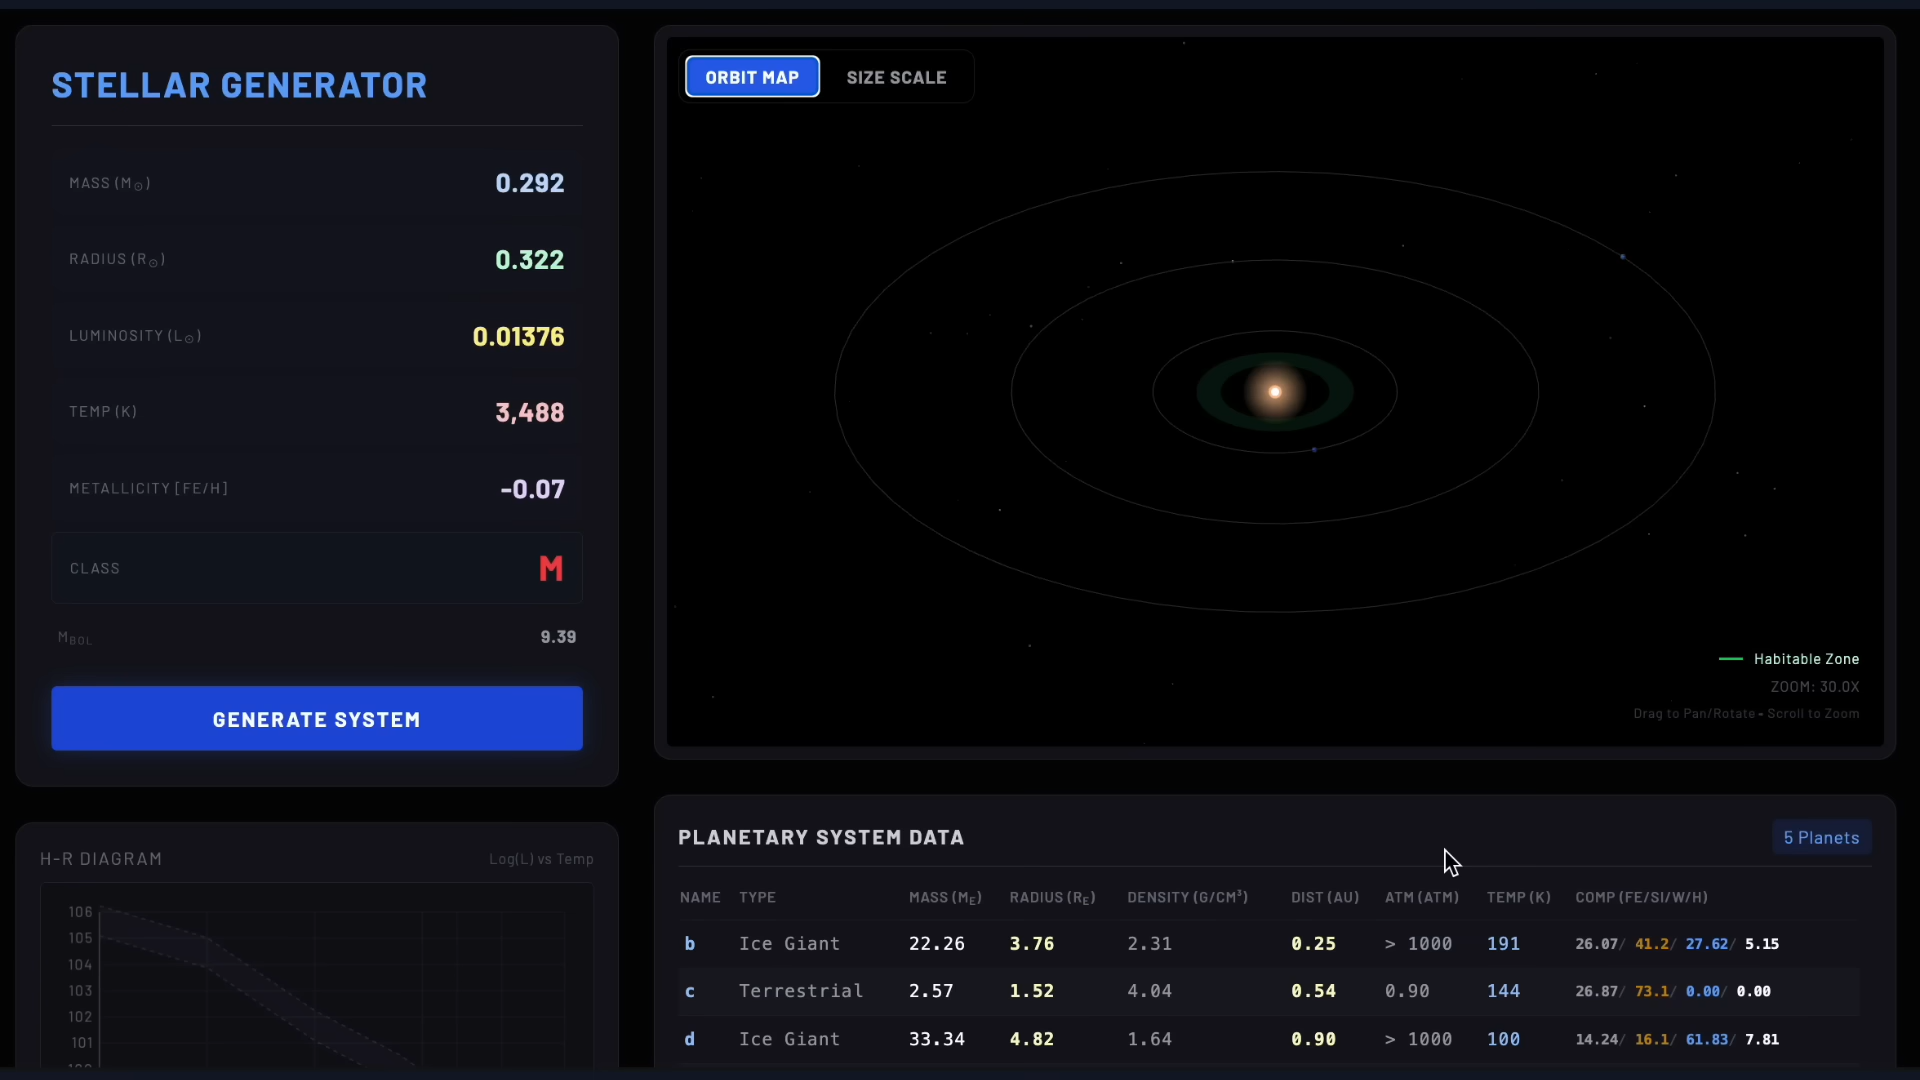 STELLAR GENERATOR
MASS (M⊙) 0.292
RADIUS (R⊙) 0.322
LUMINOSITY (L⊙) 0.01376
TEMP (K) 3,488
METALLICITY [FE/H] -0.07
CLASS M
MBOL 9.39
GENERATE SYSTEM
H-R DIAGRAM Log(L) vs Temp
106
105
104
103
102
101
ORBIT MAP SIZE SCALE
Habitable Zone
ZOOM: 30.0X
Drag to Pan/Rotate • Scroll to Zoom
PLANETARY SYSTEM DATA 5 Planets
NAME TYPE MASS (ME) RADIUS (RE) DENSITY (G/CM³) DIST (AU) ATM (ATM) TEMP (K) COMP (FE/SI/W/H)
b Ice Giant 22.26 3.76 2.31 0.25 > 1000 191 26.07/ 41.2/ 27.62/ 5.15
c Terrestrial 2.57 1.52 4.04 0.54 0.90 144 26.87/ 73.1/ 0.00/ 0.00
d Ice Giant 33.34 4.82 1.64 0.90 > 1000 100 14.24/ 16.1/ 61.83/ 7.81